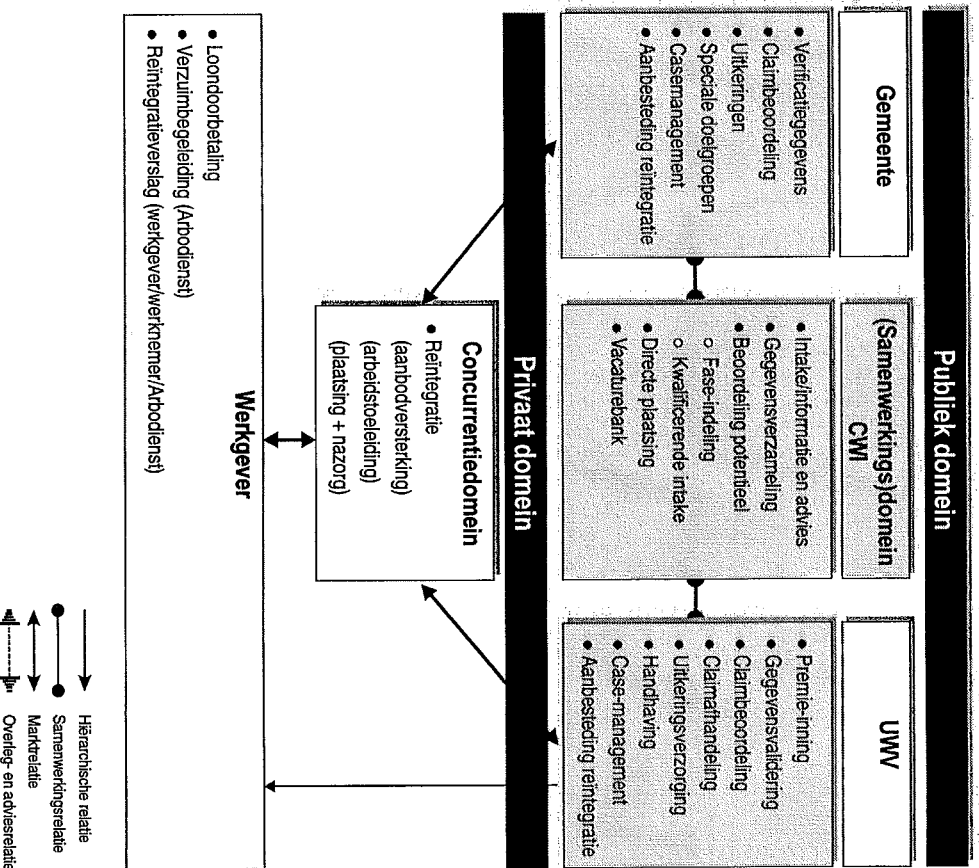 Publiek domein
Gemeente
• Verificatiegegevens
• Claimbeoordeling
• Uitkeringen
• Speciale doelgroepen
• Casemanagement
• Aanbesteding reïntegratie
(Samenwerkings)domein
CWI
• Intake/informatie en advies
• Gegevensverzameling
• Beoordeling potentieel
o Fase-indeling
o Kwalificerende intake
• Directe plaatsing
• Vacaturebank
UWV
• Premie-inning
• Gegevensvalidering
• Claimbeoordeling
• Claimafhandeling
• Uitkeringsverzorging
• Handhaving
• Case-management
• Aanbesteding reïntegratie
Privaat domein
Concurrentiedomein
• Reïntegratie
(aanbodversterking)
(arbeidstoeleiding)
(plaatsing + nazorg)
Werkgever
• Loondoorbetaling
• Verzuimbegeleiding (Arbodienst)
• Reïntegratieverslag (werkgever/werknemer/Arbodienst)
Hiërarchische relatie
Samenwerkingsrelatie
Marktrelatie
Overleg- en adviesrelatie